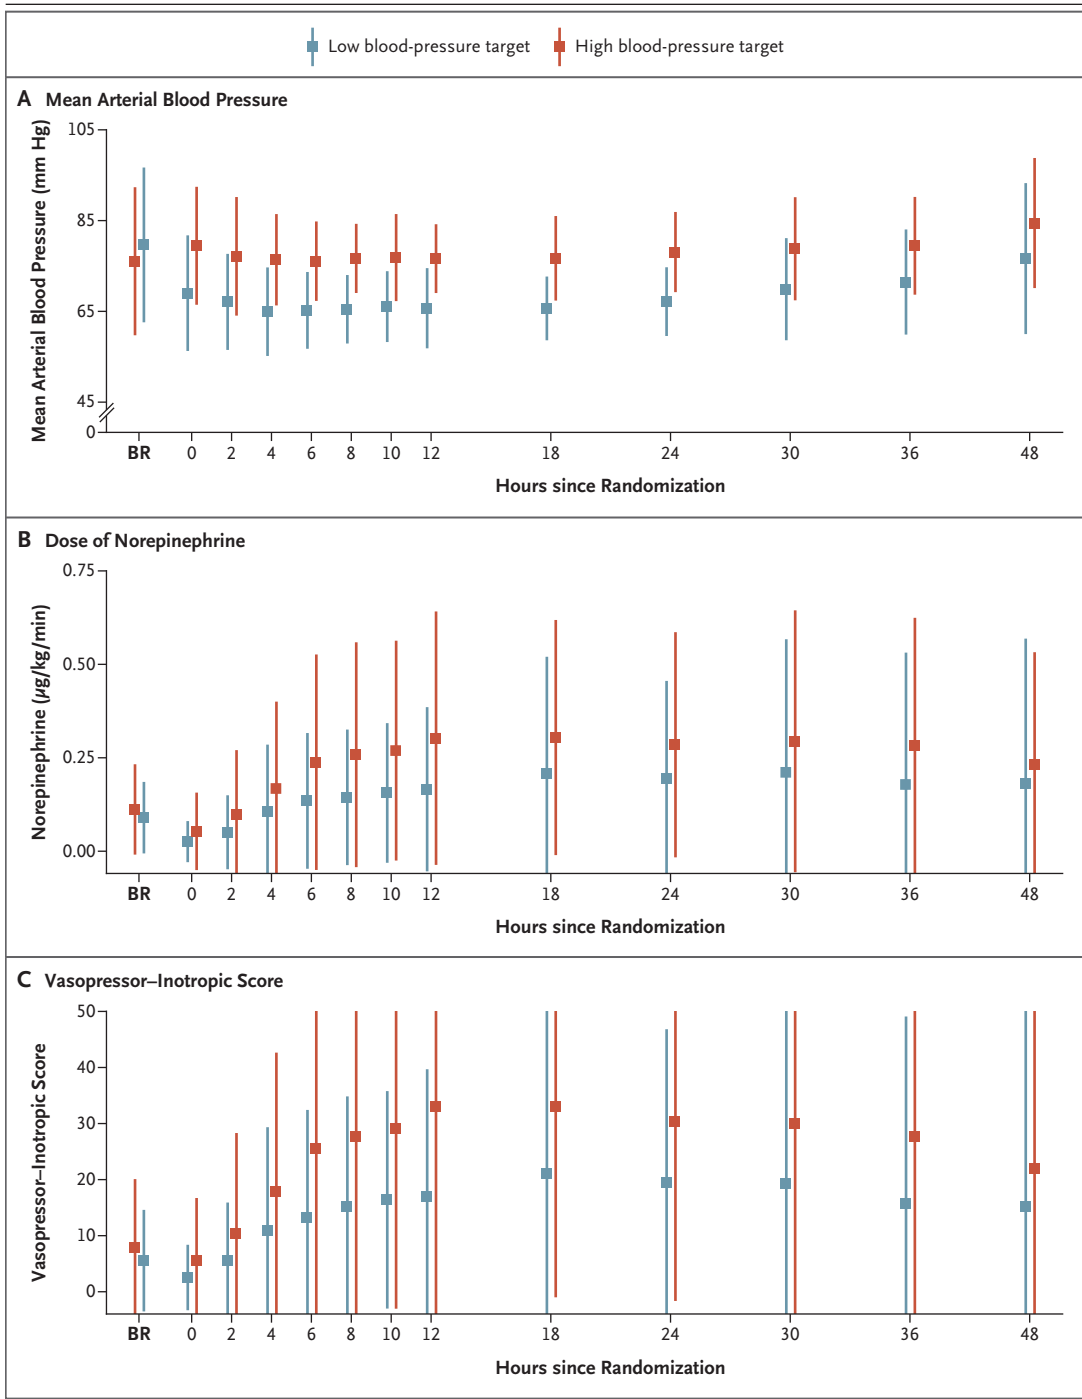 Low blood-pressure target High blood-pressure target
A Mean Arterial Blood Pressure
Mean Arterial Blood Pressure (mm Hg)
105
85
65
45
0
BR 0 2 4 6 8 10 12 18 24 30 36 48
Hours since Randomization
B Dose of Norepinephrine
Norepinephrine (µg/kg/min)
0.75
0.50
0.25
0.00
BR 0 2 4 6 8 10 12 18 24 30 36 48
Hours since Randomization
C Vasopressor–Inotropic Score
Vasopressor–Inotropic Score
50
40
30
20
10
0
BR 0 2 4 6 8 10 12 18 24 30 36 48
Hours since Randomization